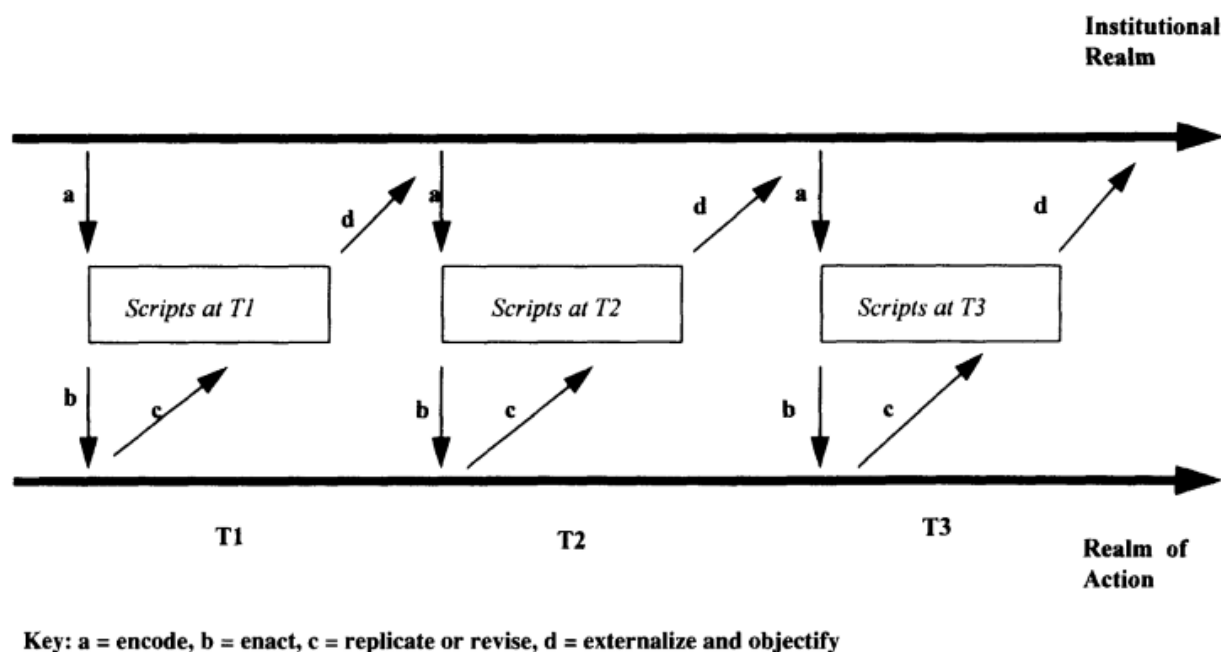 Institutional
Realm
a
d
a
d
a
d
Scripts at T1
Scripts at T2
Scripts at T3
b
c
b
c
b
c
T1
T2
T3
Realm of
Action
Key: a = encode, b = enact, c = replicate or revise, d = externalize and objectify